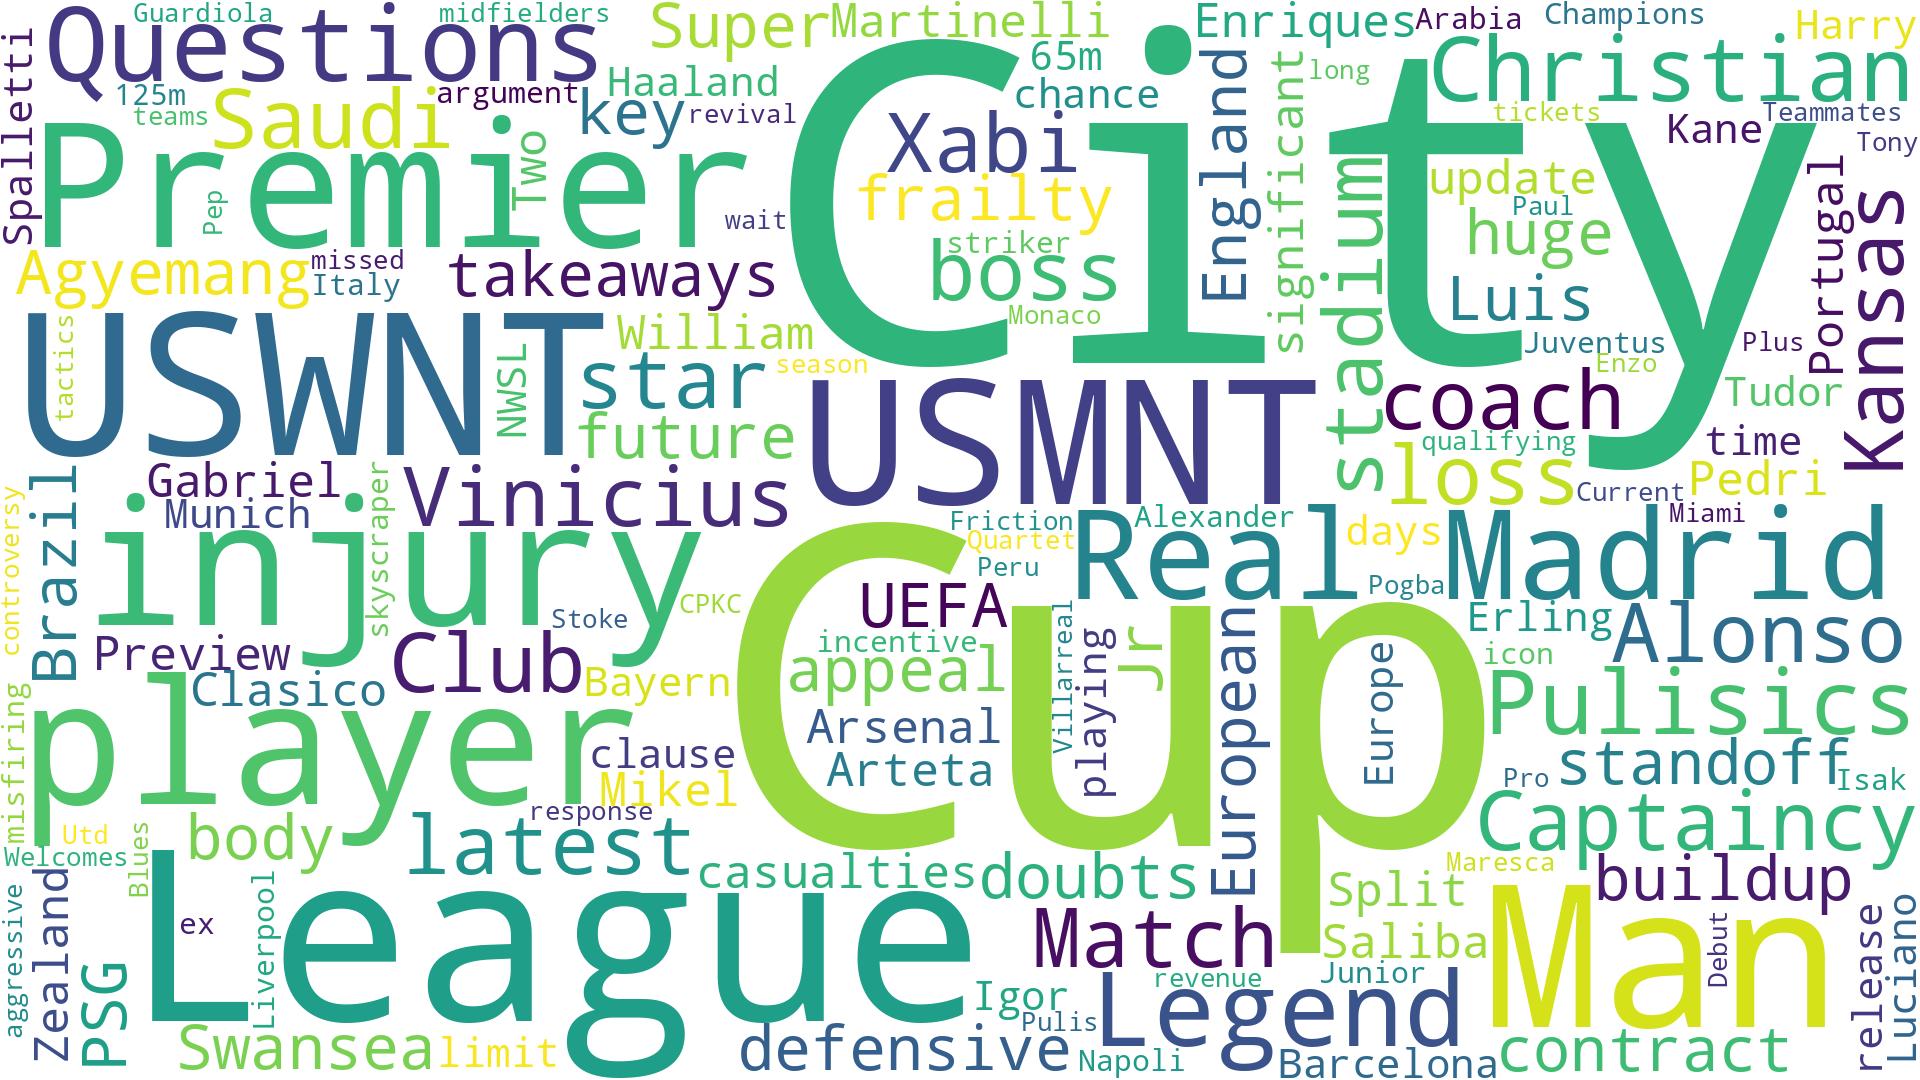 Guardiola
midfielders
Super
Martinelli
Enriques
Arabia
Champions
Harry
Questions
65m
Christian
Spalletti
125m
argument
Haaland
chance
England
significant
long
teams
Saudi
key
revival
Xabi
City
tickets
Teammates
Kane
Tony
Premier
Two
Pep
wait
frailty
stadium
update
Paul
huge
Portugal
Kansas
Agyemang
missed
Italy
takeaways
striker
boss
Monaco
Luis
Juventus
Plus
Enzo
tactics
USWNT
NWSL
William
star
season
future
USMNT
coach
Tudor
qualifying
time
loss
Pedri
Current
Miami
Brazil
Gabriel
Munich
skyscraper
Vinicius
controversy
injury
Friction
Alexander
Quartet
Peru
Real
days
Madrid
Pogba
Stoke
CPKC
UEFA
Cup
Erling
Alonso
Preview
Club
incentive
appeal
Villarreal
playing
Jr
European
Europe
icon
Clasico
Bayern
Pulisics
misfiring
player
clause
Arsenal
Arteta
Mikel
Pro
standoff
Isak
response
Captaincy
Utd
body
latest
Welcomes
Blues
casualties
doubts
Maresca
buildup
aggressive
Zealand
League
Liverpool
ex
Split
Man
Debut
Match
Saliba
release
Luciano
PSG
revenue
Junior
Igor
Pulis
Legend
Swansea
limit
defensive
Napoli
Barcelona
contract